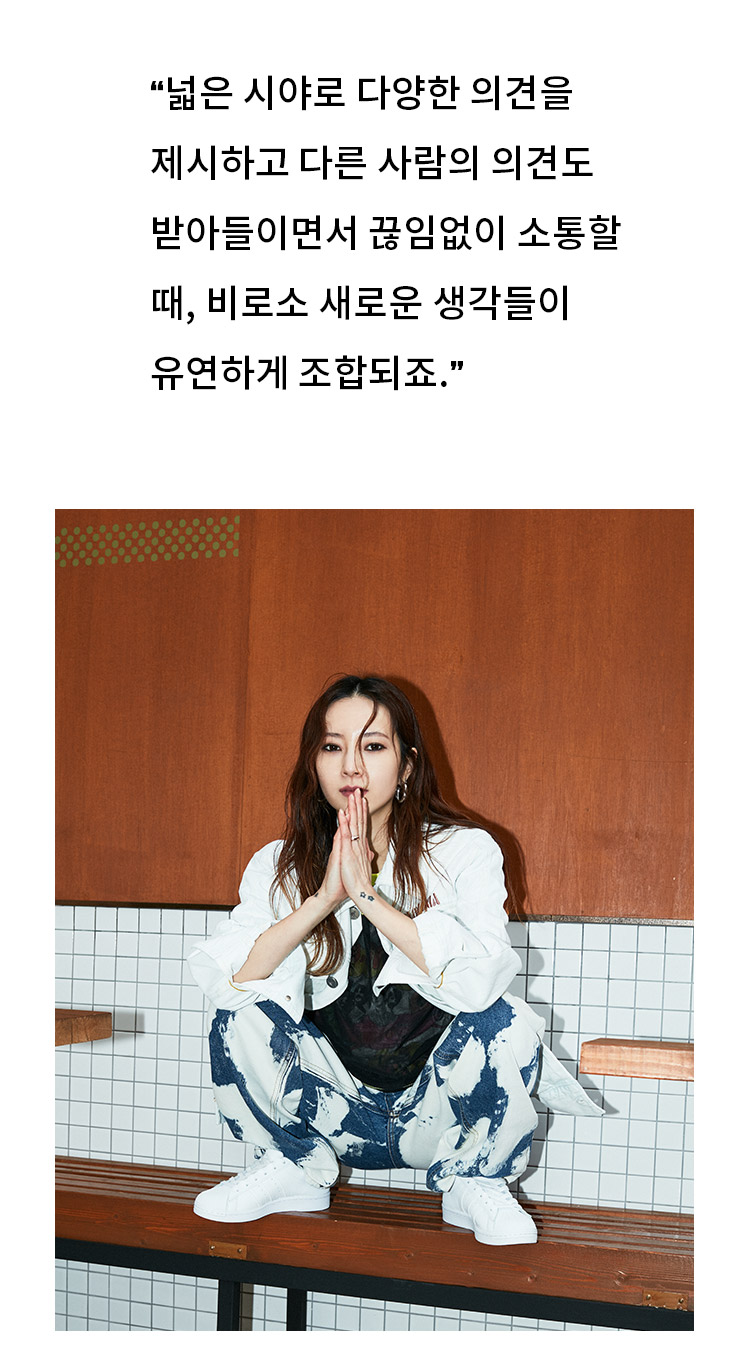 “넓은 시야로 다양한 의견을
제시하고 다른 사람의 의견도
받아들이면서 끊임없이 소통할
때, 비로소 새로운 생각들이
유연하게 조합되죠.”